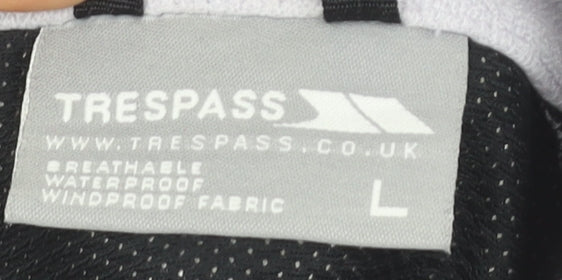 TRESPASS
WWW.TRESPASS.CO.UK
BREATHABLE
WATERPROOF
WINDPROOF FABRIC
L